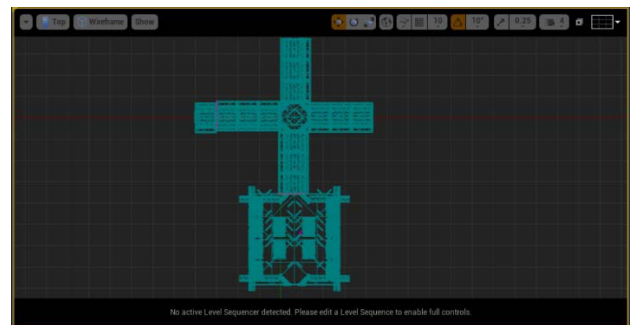 Top Wireframe Show 10 10° 0.25 4
No active Level Sequencer detected. Please edit a Level Sequence to enable full controls.